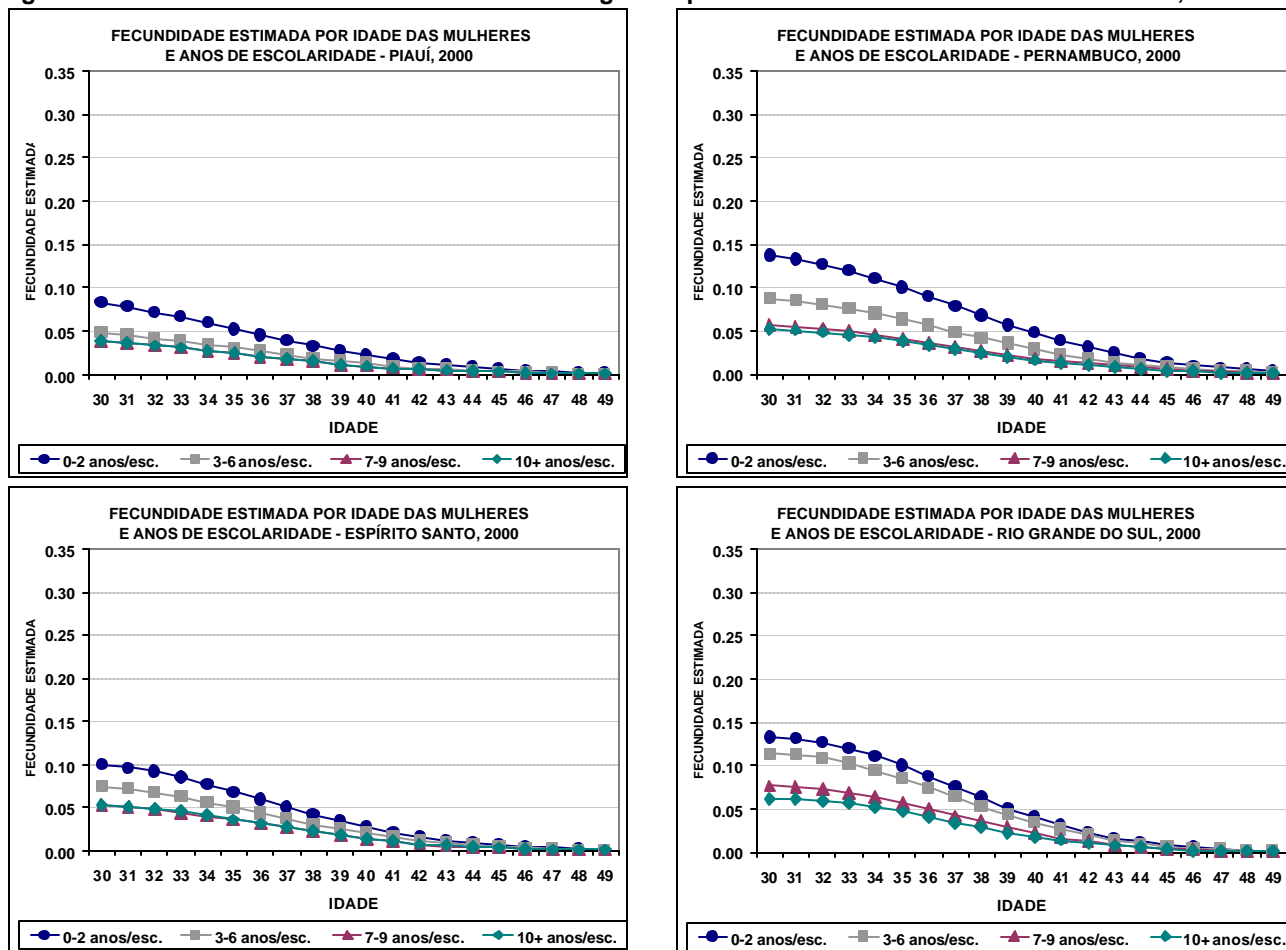 FECUNDIDADE ESTIMADA POR IDADE DAS MULHERES
E ANOS DE ESCOLARIDADE - PIAUÍ, 2000
FECUNDIDADE ESTIMADA
0.35
0.30
0.25
0.20
0.15
0.10
0.05
0.00
30 31 32 33 34 35 36 37 38 39 40 41 42 43 44 45 46 47 48 49
IDADE
0-2 anos/esc. 3-6 anos/esc. 7-9 anos/esc. 10+ anos/esc.
FECUNDIDADE ESTIMADA POR IDADE DAS MULHERES
E ANOS DE ESCOLARIDADE - PERNAMBUCO, 2000
FECUNDIDADE ESTIMADA
0.35
0.30
0.25
0.20
0.15
0.10
0.05
0.00
30 31 32 33 34 35 36 37 38 39 40 41 42 43 44 45 46 47 48 49
IDADE
0-2 anos/esc. 3-6 anos/esc. 7-9 anos/esc. 10+ anos/esc.
FECUNDIDADE ESTIMADA POR IDADE DAS MULHERES
E ANOS DE ESCOLARIDADE - ESPÍRITO SANTO, 2000
FECUNDIDADE ESTIMADA
0.35
0.30
0.25
0.20
0.15
0.10
0.05
0.00
30 31 32 33 34 35 36 37 38 39 40 41 42 43 44 45 46 47 48 49
IDADE
0-2 anos/esc. 3-6 anos/esc. 7-9 anos/esc. 10+ anos/esc.
FECUNDIDADE ESTIMADA POR IDADE DAS MULHERES
E ANOS DE ESCOLARIDADE - RIO GRANDE DO SUL, 2000
FECUNDIDADE ESTIMADA
0.35
0.30
0.25
0.20
0.15
0.10
0.05
0.00
30 31 32 33 34 35 36 37 38 39 40 41 42 43 44 45 46 47 48 49
IDADE
0-2 anos/esc. 3-6 anos/esc. 7-9 anos/esc. 10+ anos/esc.